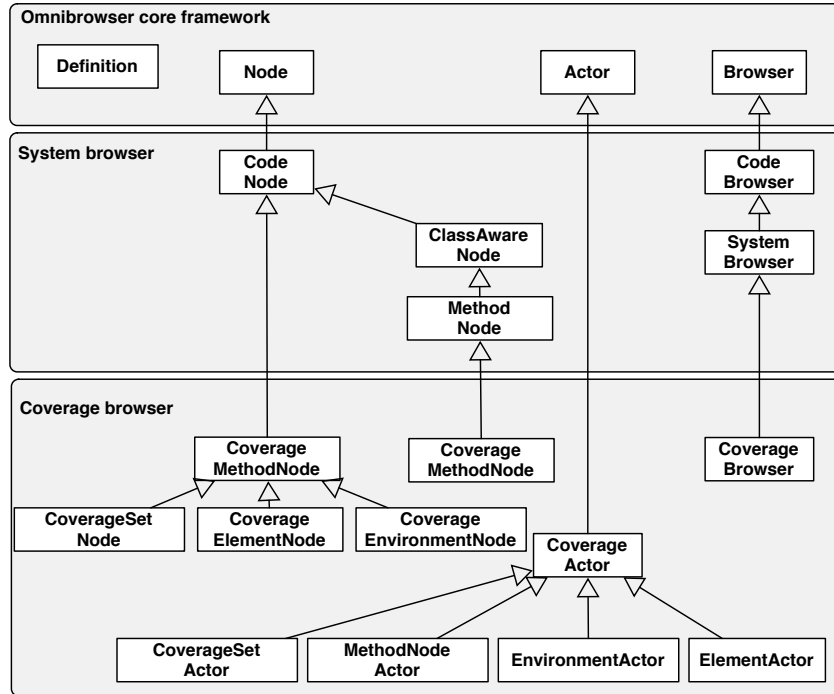 Omnibrowser core framework
Definition
Node
Actor
Browser
System browser
Code
Node
Code
Browser
ClassAware
Node
System
Browser
Method
Node
Coverage browser
Coverage
MethodNode
Coverage
MethodNode
Coverage
Browser
CoverageSet
Node
Coverage
ElementNode
Coverage
EnvironmentNode
Coverage
Actor
CoverageSet
Actor
MethodNode
Actor
EnvironmentActor
ElementActor